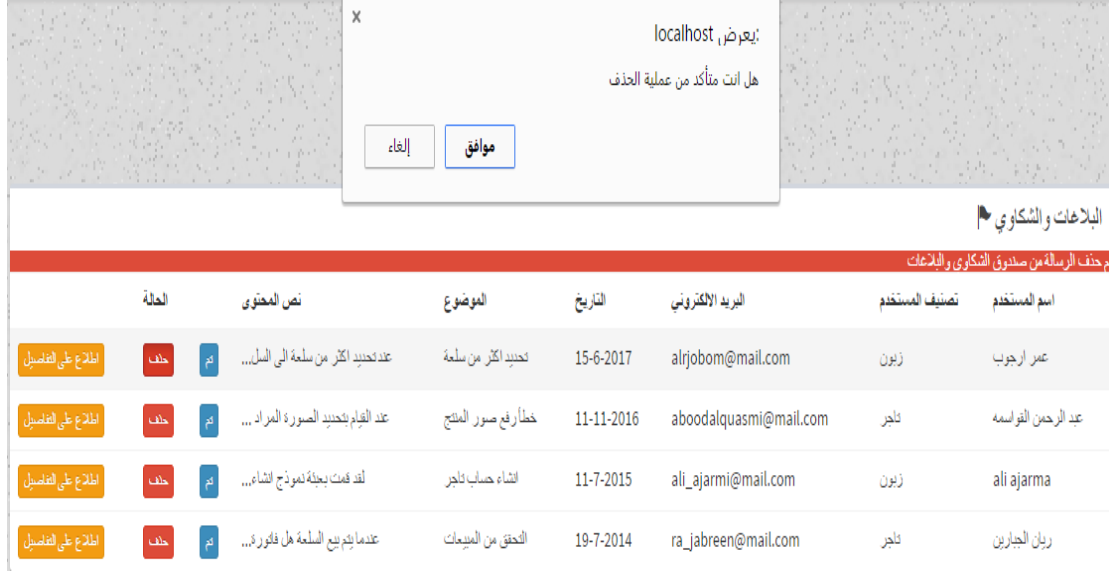 x
يعرض localhost:
هل انت متأكد من عملية الحذف
موافق إلغاء
البلاغات والشكاوي
تم حذف الرسالة من صندوق الشكاوى والبلاغات
اسم المستخدم تصنيف المستخدم البريد الالكتروني التاريخ الموضوع نص المحتوى الحالة
عمر ارجوب زبون alrjobom@mail.com 15-6-2017 تحديد اكثر من سلعة عند تحديد اكثر من سلعة الى السل... تم حذف اطلاع على التفاصيل
عبد الرحمن القواسمه تاجر aboodalquasmi@mail.com 11-11-2016 خطأ رفع صور المنتج عند القيام بتحديد الصورة المراد ... تم حذف اطلاع على التفاصيل
ali ajarma زبون ali_ajarmi@mail.com 11-7-2015 انشاء حساب تاجر لقد قمت بعبئة نموذج انشاء... تم حذف اطلاع على التفاصيل
ريان الجبارين تاجر ra_jabreen@mail.com 19-7-2014 التحقق من المبيعات عندما يتم بيع السلعة هل فاتورة... تم حذف اطلاع على التفاصيل